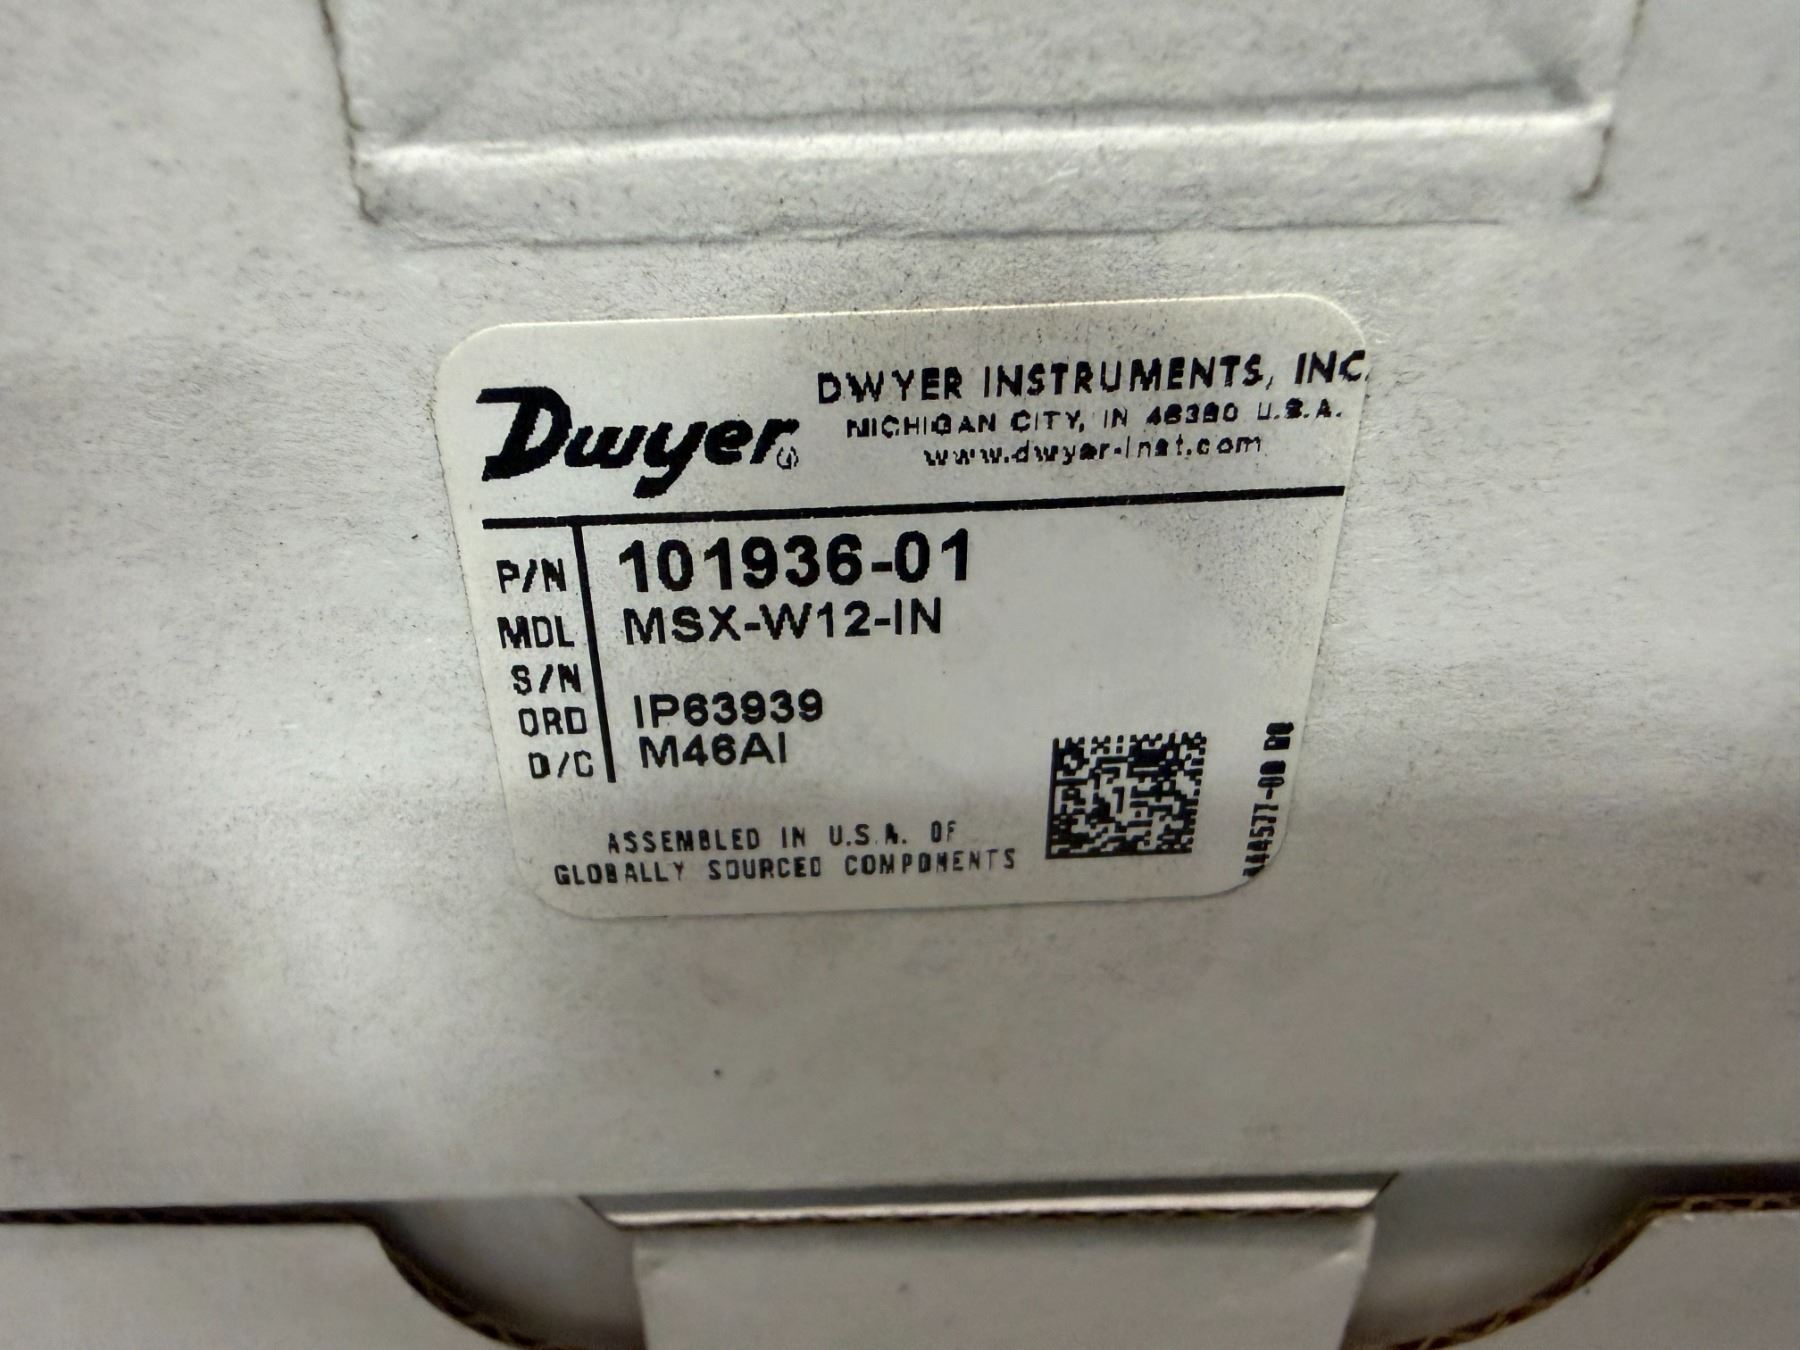 Dwyer®
DWYER INSTRUMENTS, INC.
MICHIGAN CITY, IN 46360 U.S.A.
www.dwyer-inst.com
P/N 101936-01
MDL MSX-W12-IN
S/N
ORD IP63939
D/C M46AI
ASSEMBLED IN U.S.A. OF
GLOBALLY SOURCED COMPONENTS